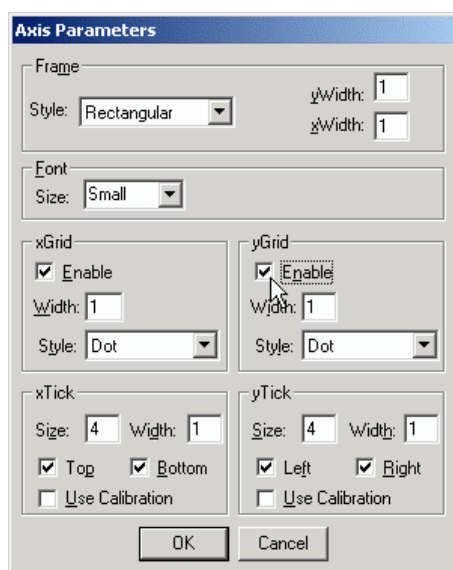 Axis Parameters
Frame
Style: Rectangular
yWidth: 1
xWidth: 1
Font
Size: Small
xGrid
Enable
Width: 1
Style: Dot
yGrid
Enable
Width: 1
Style: Dot
xTick
Size: 4 Width: 1
Top Bottom
Use Calibration
yTick
Size: 4 Width: 1
Left Right
Use Calibration
OK Cancel